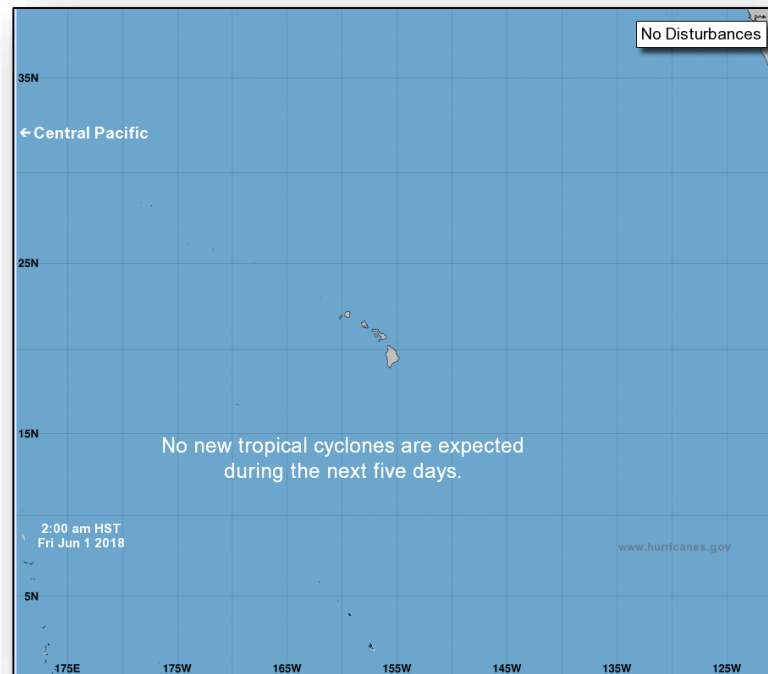 No Disturbances
35N
← Central Pacific
25N
15N
No new tropical cyclones are expected
during the next five days.
2:00 am HST
Fri Jun 1 2018
www.hurricanes.gov
5N
175E 175W 165W 155W 145W 135W 125W